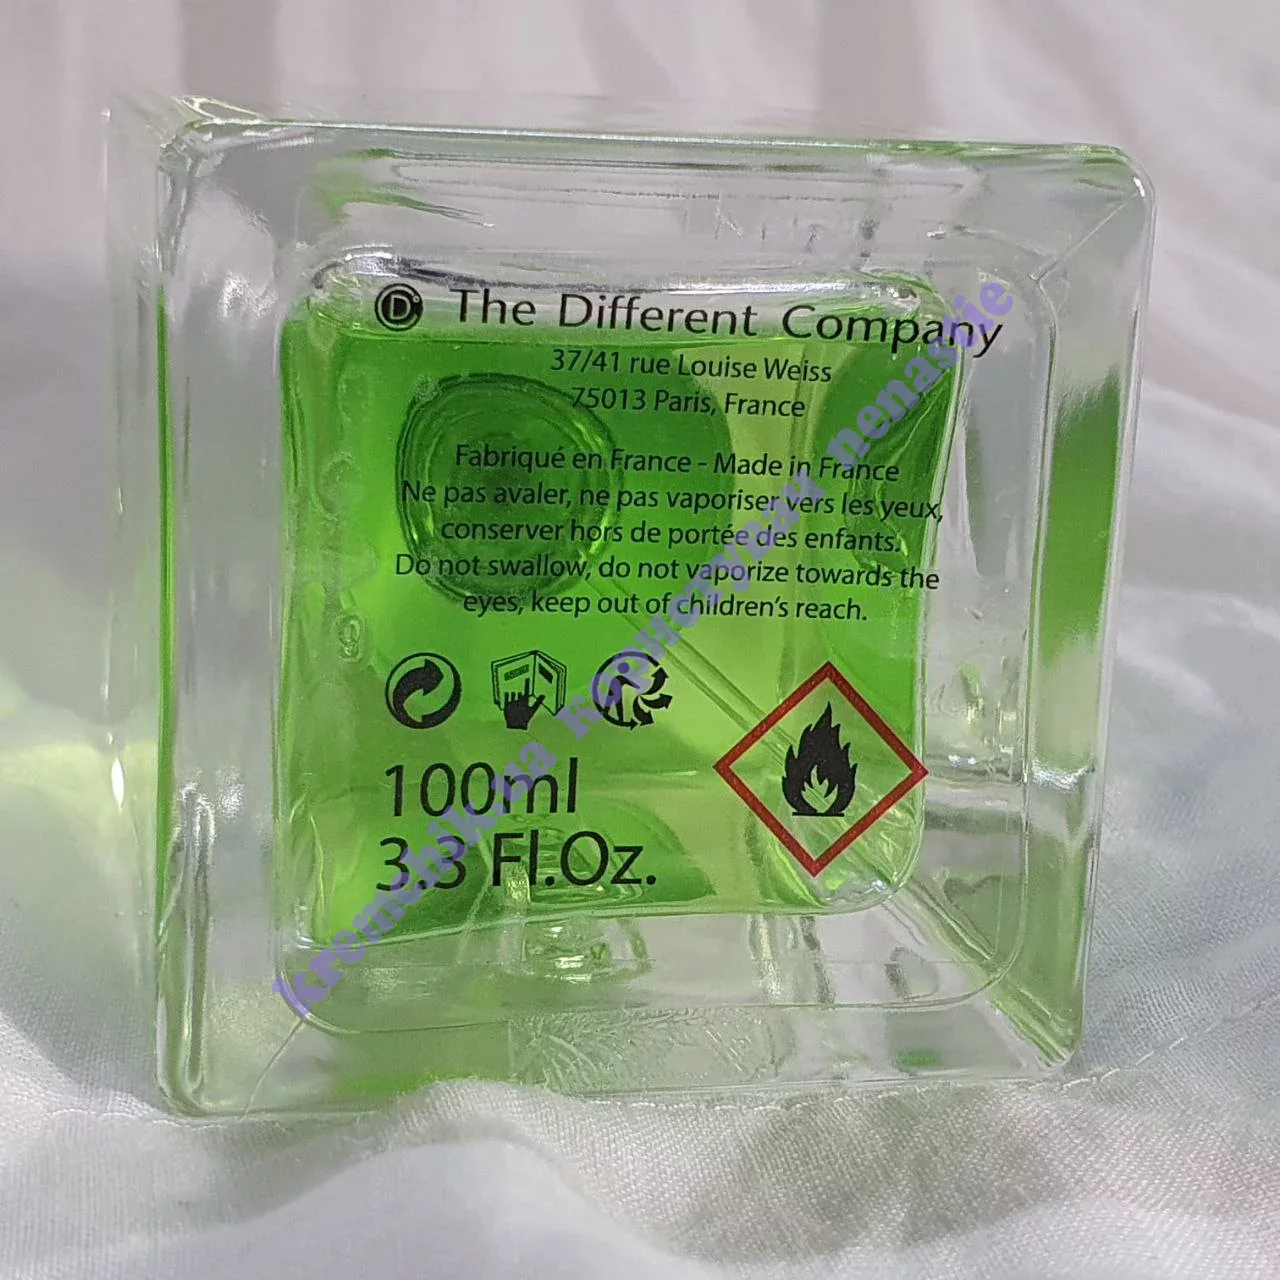 D The Different Company
37/41 rue Louise Weiss
75013 Paris, France
Fabriqué en France - Made in France
Ne pas avaler, ne pas vaporiser vers les yeux,
conserver hors de portée des enfants.
Do not swallow, do not vaporize towards the
eyes, keep out of children's reach.
100ml
3.3 Fl.Oz.